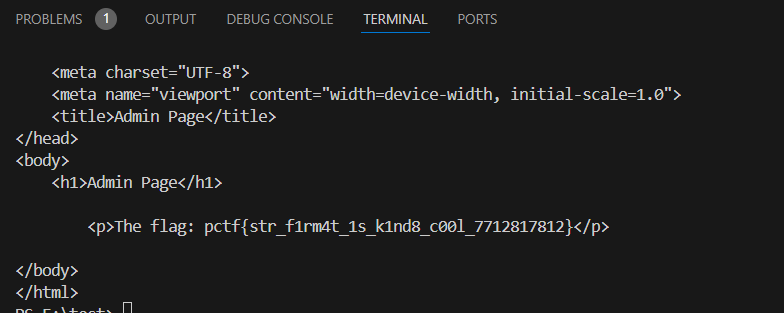 PROBLEMS 1 OUTPUT DEBUG CONSOLE TERMINAL PORTS
<meta charset="UTF-8">
<meta name="viewport" content="width=device-width, initial-scale=1.0">
<title>Admin Page</title>
</head>
<body>
<h1>Admin Page</h1>
<p>The flag: pctf{str_f1rm4t_1s_k1nd8_c00l_7712817812}</p>
</body>
</html>
PS E:\test>